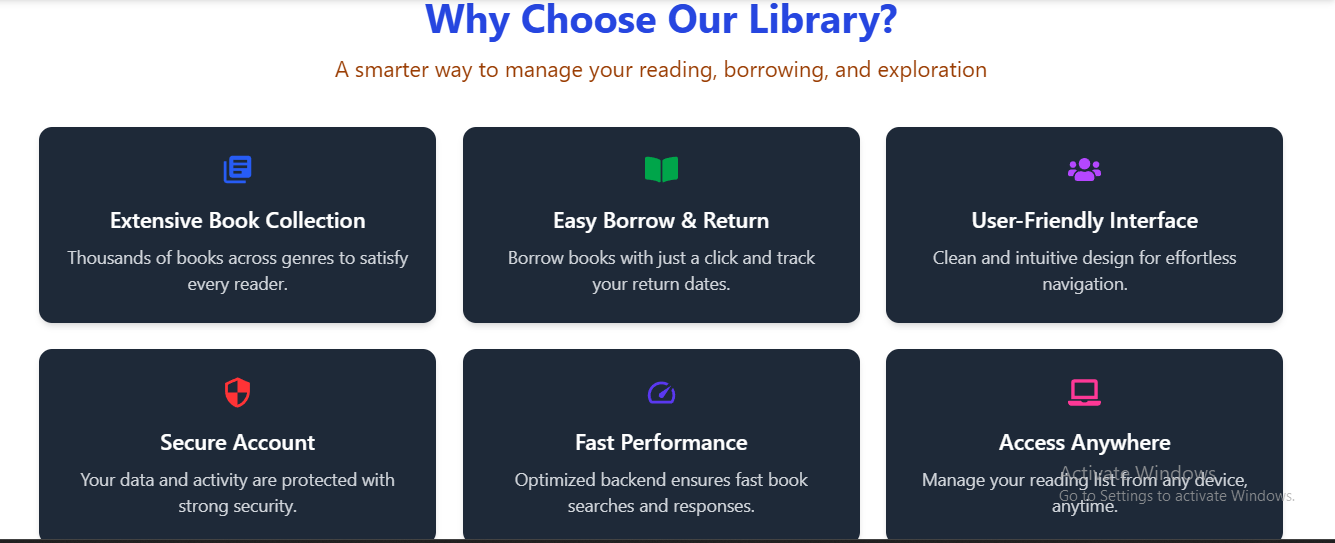 Why Choose Our Library?
A smarter way to manage your reading, borrowing, and exploration
Extensive Book Collection
Thousands of books across genres to satisfy
every reader.
Easy Borrow & Return
Borrow books with just a click and track
your return dates.
User-Friendly Interface
Clean and intuitive design for effortless
navigation.
Secure Account
Your data and activity are protected with
strong security.
Fast Performance
Optimized backend ensures fast book
searches and responses.
Access Anywhere
Manage your reading list from any device,
anytime.
Activate Windows
Go to Settings to activate Windows.